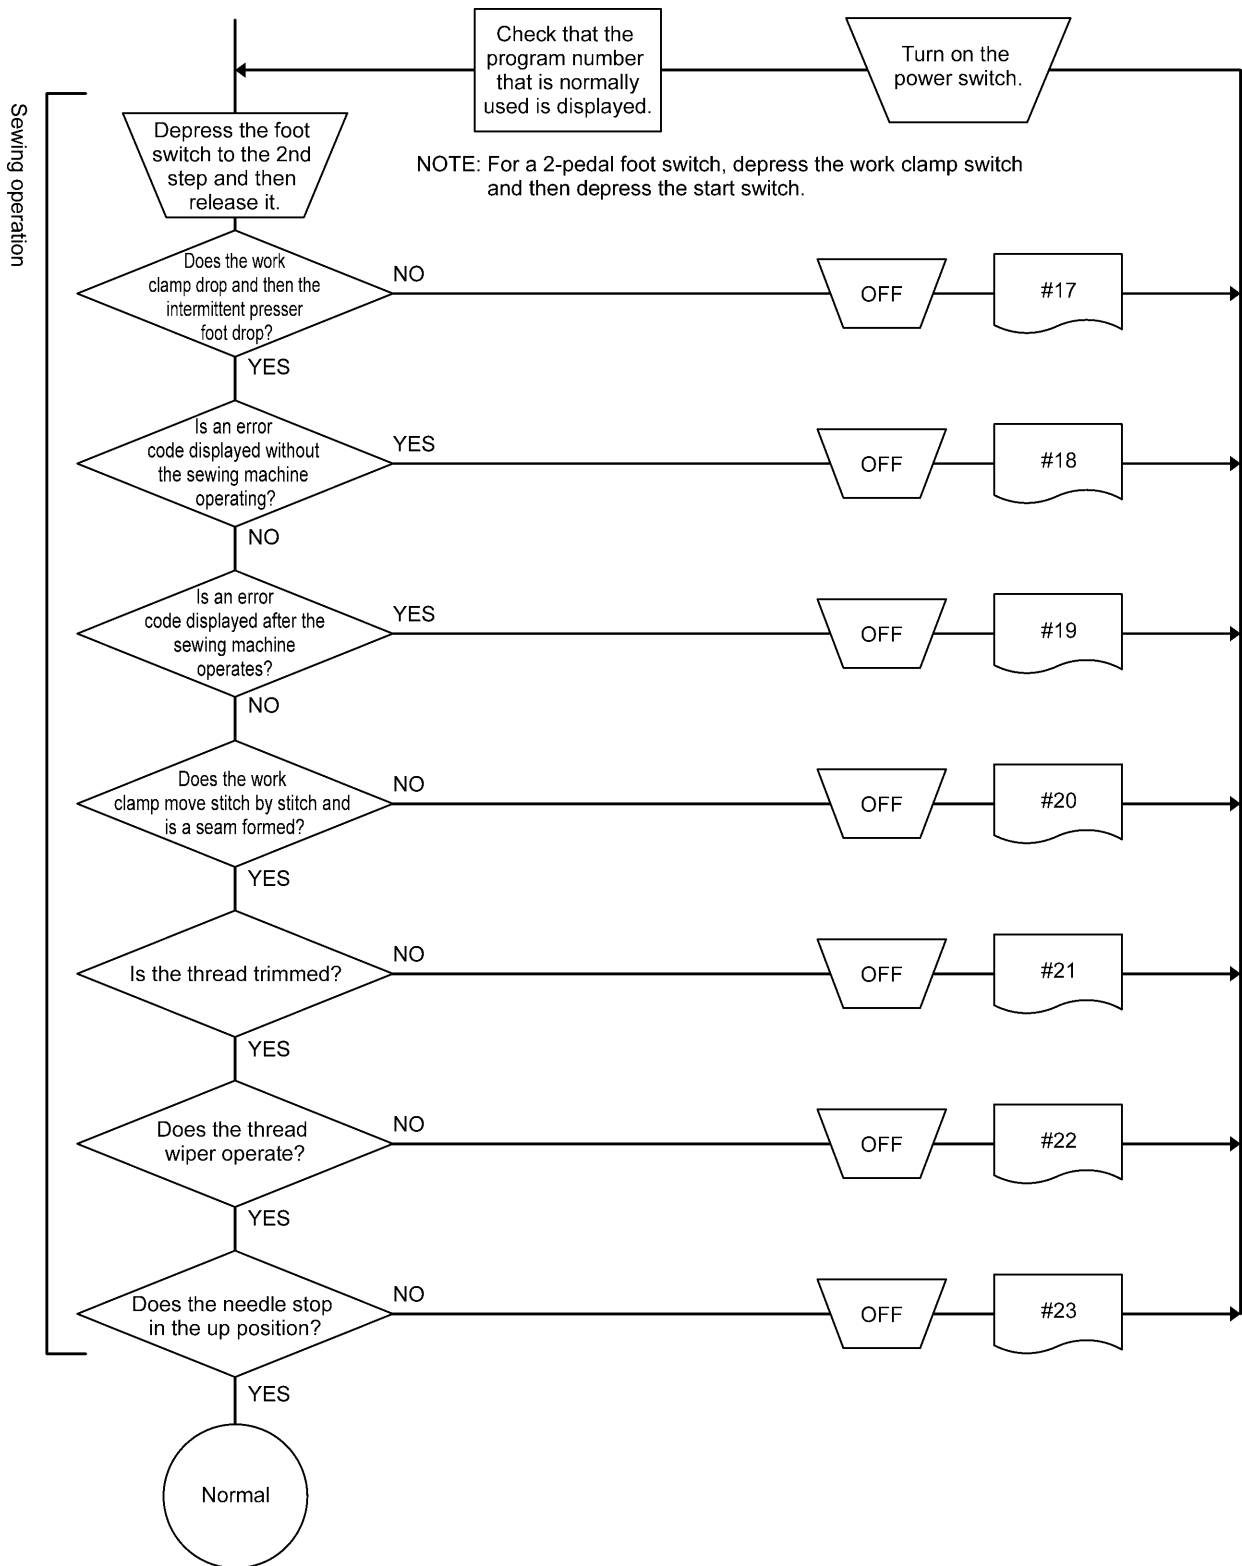 Check that the
program number
that is normally
used is displayed.
Turn on the
power switch.
Sewing operation
Depress the foot
switch to the 2nd
step and then
release it.
NOTE: For a 2-pedal foot switch, depress the work clamp switch
and then depress the start switch.
Does the work
clamp drop and then the
intermittent presser
foot drop?
NO
OFF
#17
YES
Is an error
code displayed without
the sewing machine
operating?
YES
OFF
#18
NO
Is an error
code displayed after the
sewing machine
operates?
YES
OFF
#19
NO
Does the work
clamp move stitch by stitch and
is a seam formed?
NO
OFF
#20
YES
Is the thread trimmed?
NO
OFF
#21
YES
Does the thread
wiper operate?
NO
OFF
#22
YES
Does the needle stop
in the up position?
NO
OFF
#23
YES
Normal